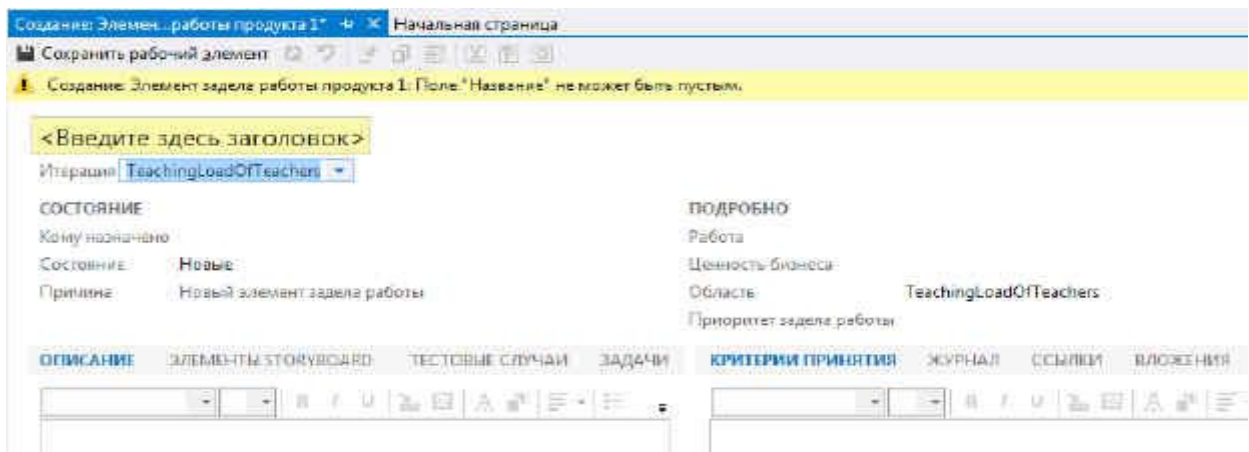 Создание: Элемен...работы продукта 1* Начальная страница
Сохранить рабочий элемент
Создание: Элемент задела работы продукта 1: Поле "Название" не может быть пустым.
<Введите здесь заголовок>
Итерация TeachingLoadOfTeachers
СОСТОЯНИЕ ПОДРОБНО
Кому назначено Работа
Состояние Новые Ценность бизнеса
Причина Новый элемент задела работы Область TeachingLoadOfTeachers
Приоритет задела работы
ОПИСАНИЕ ЭЛЕМЕНТЫ STORYBOARD ТЕСТОВЫЕ СЛУЧАИ ЗАДАЧИ КРИТЕРИИ ПРИНЯТИЯ ЖУРНАЛ ССЫЛКИ ВЛОЖЕНИЯ